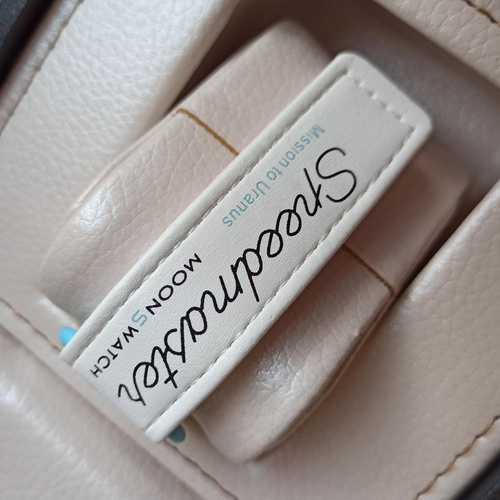 Speedmaster
Mission to Uranus
MOONSWATCH